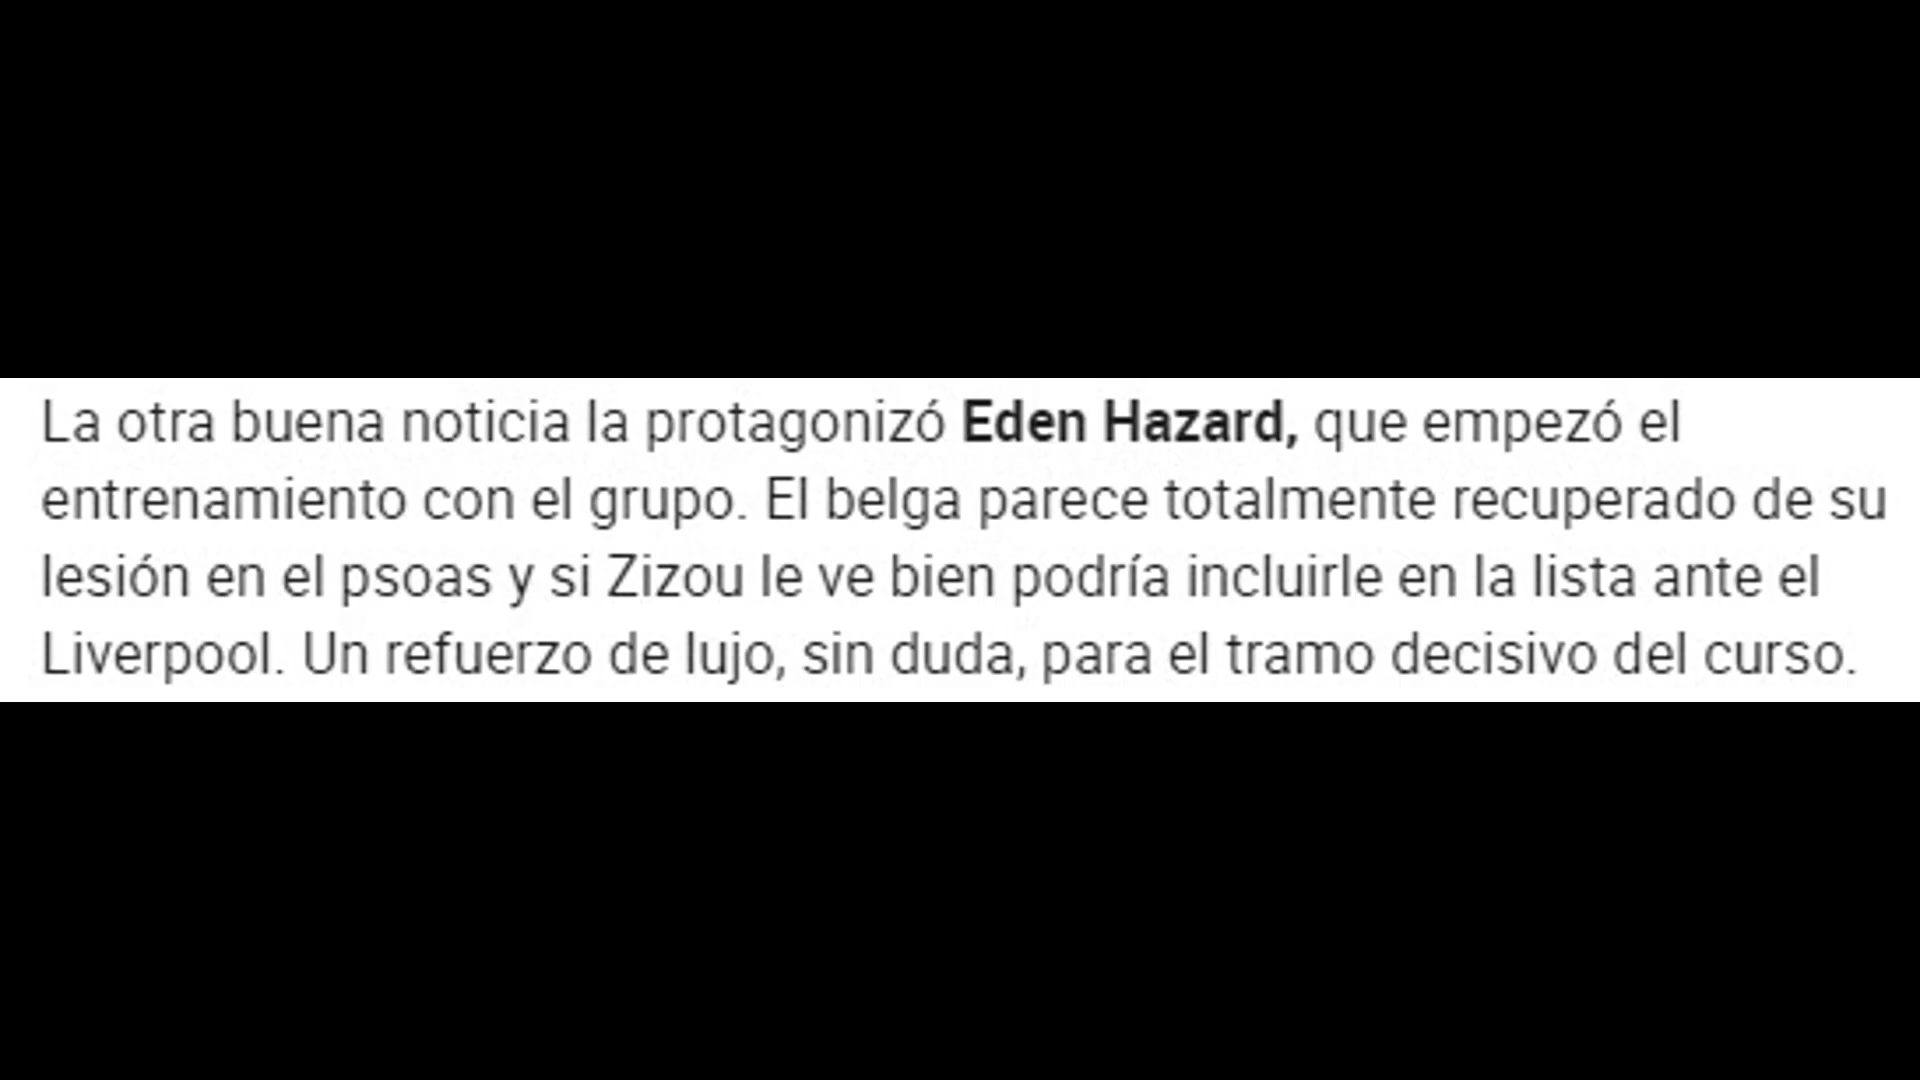 La otra buena noticia la protagonizó Eden Hazard, que empezó el
entrenamiento con el grupo. El belga parece totalmente recuperado de su
lesión en el psoas y si Zizou le ve bien podría incluirle en la lista ante el
Liverpool. Un refuerzo de lujo, sin duda, para el tramo decisivo del curso.